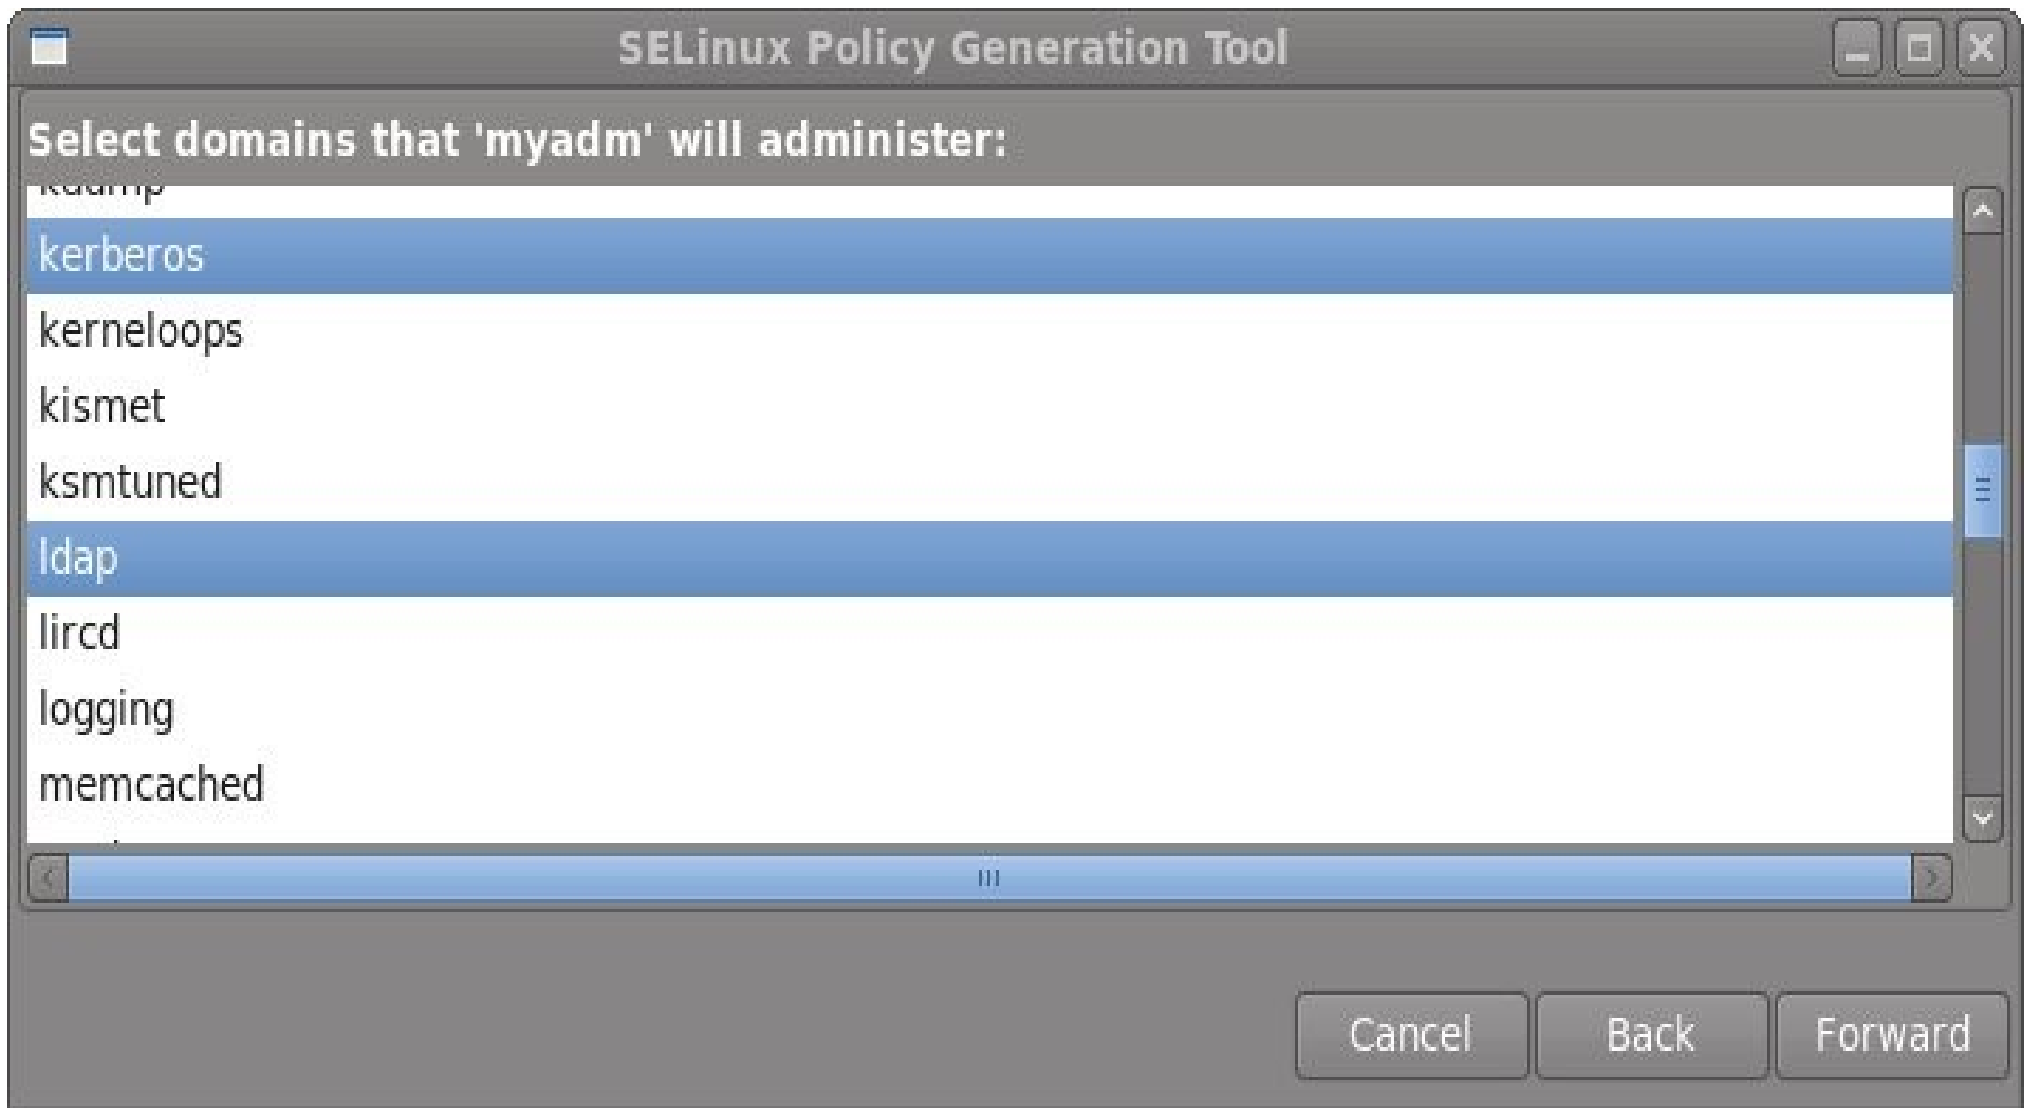 SELinux Policy Generation Tool
Select domains that 'myadm' will administer:
kerberos
kerneloops
kismet
ksmtuned
ldap
lircd
logging
memcached
Cancel
Back
Forward